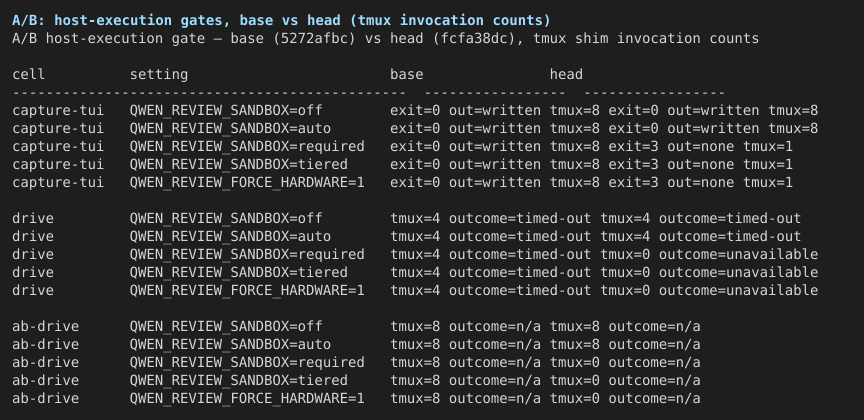 A/B: host-execution gates, base vs head (tmux invocation counts)
A/B host-execution gate — base (5272afbc) vs head (fcfa38dc), tmux shim invocation counts
cell setting base head
----------------------------------------------- ----------------- -----------------
capture-tui QWEN_REVIEW_SANDBOX=off exit=0 out=written tmux=8 exit=0 out=written tmux=8
capture-tui QWEN_REVIEW_SANDBOX=auto exit=0 out=written tmux=8 exit=0 out=written tmux=8
capture-tui QWEN_REVIEW_SANDBOX=required exit=0 out=written tmux=8 exit=3 out=none tmux=1
capture-tui QWEN_REVIEW_SANDBOX=tiered exit=0 out=written tmux=8 exit=3 out=none tmux=1
capture-tui QWEN_REVIEW_FORCE_HARDWARE=1 exit=0 out=written tmux=8 exit=3 out=none tmux=1
drive QWEN_REVIEW_SANDBOX=off tmux=4 outcome=timed-out tmux=4 outcome=timed-out
drive QWEN_REVIEW_SANDBOX=auto tmux=4 outcome=timed-out tmux=4 outcome=timed-out
drive QWEN_REVIEW_SANDBOX=required tmux=4 outcome=timed-out tmux=0 outcome=unavailable
drive QWEN_REVIEW_SANDBOX=tiered tmux=4 outcome=timed-out tmux=0 outcome=unavailable
drive QWEN_REVIEW_FORCE_HARDWARE=1 tmux=4 outcome=timed-out tmux=0 outcome=unavailable
ab-drive QWEN_REVIEW_SANDBOX=off tmux=8 outcome=n/a tmux=8 outcome=n/a
ab-drive QWEN_REVIEW_SANDBOX=auto tmux=8 outcome=n/a tmux=8 outcome=n/a
ab-drive QWEN_REVIEW_SANDBOX=required tmux=8 outcome=n/a tmux=0 outcome=n/a
ab-drive QWEN_REVIEW_SANDBOX=tiered tmux=8 outcome=n/a tmux=0 outcome=n/a
ab-drive QWEN_REVIEW_FORCE_HARDWARE=1 tmux=8 outcome=n/a tmux=0 outcome=n/a